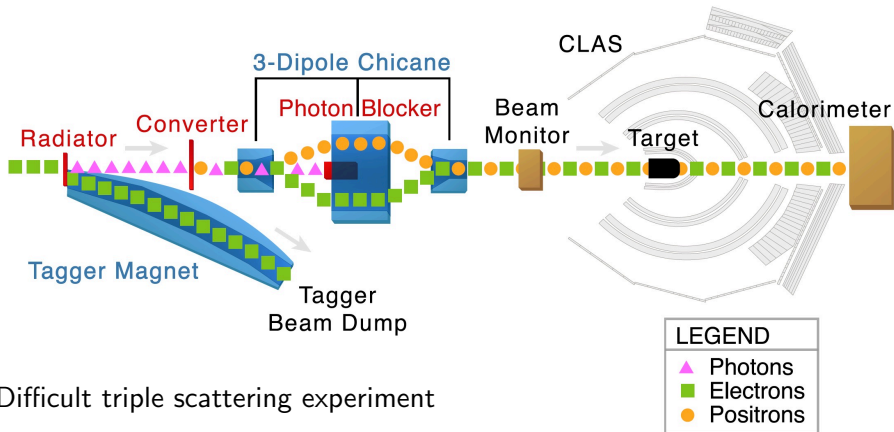 CLAS
3-Dipole Chicane
Photon Blocker
Beam
Monitor
Calorimeter
Converter
Radiator
Target
Tagger Magnet
Tagger
Beam Dump
LEGEND
Photons
Electrons
Positrons
Difficult triple scattering experiment